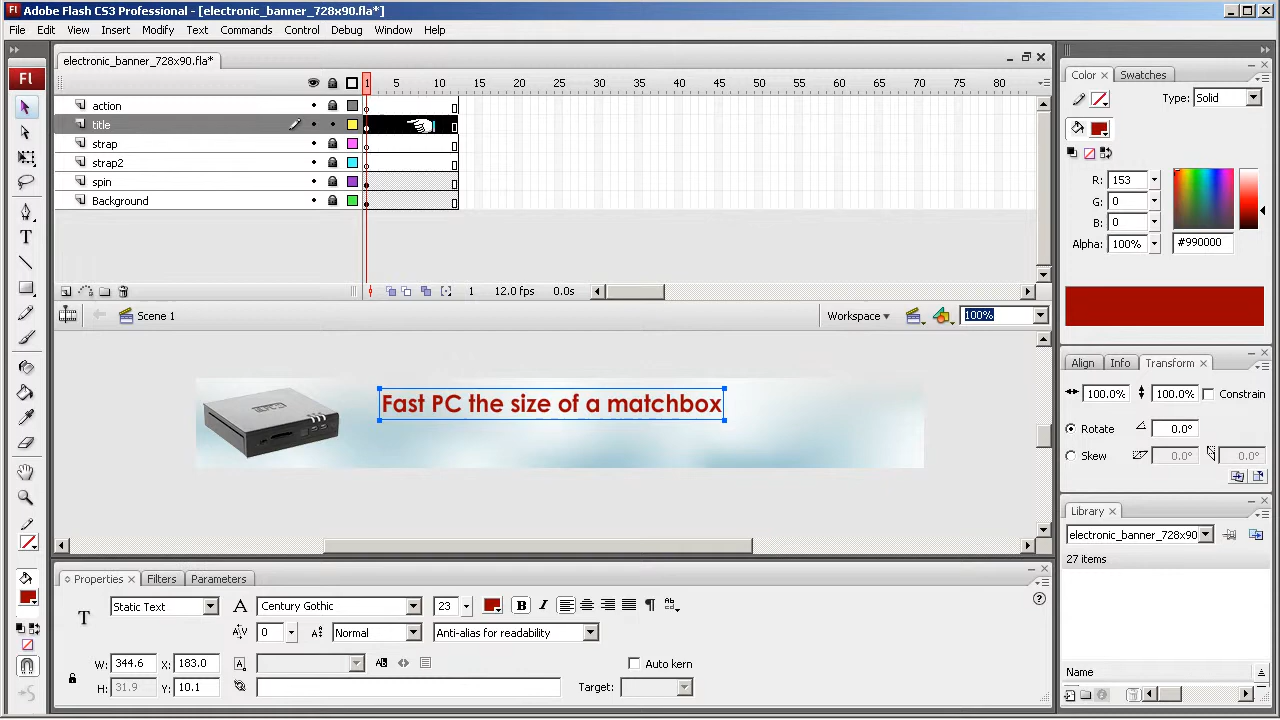 Adobe Flash CS3 Professional - [electronic_banner_728x90.fla*]
File Edit View Insert Modify Text Commands Control Debug Window Help
electronic_banner_728x90.fla*
1 5 10 15 20 25 30 35 40 45 50 55 60 65 70 75 80
action
title
strap
strap2
spin
Background
1 12.0 fps 0.0s
Scene 1
Workspace
100%
Fast PC the size of a matchbox
Properties × Filters Parameters
T
Static Text
A
Century Gothic
23
B
I
0
Normal
Anti-alias for readability
W: 344.6 X: 183.0
H: 31.9 Y: 10.1
Auto kern
Target:
Fl
T
Color × Swatches
Type: Solid
R: 153
G: 0
B: 0
Alpha: 100%
#990000
Align Info Transform ×
100.0% 100.0% Constrain
Rotate 0.0°
Skew 0.0° 0.0°
Library ×
electronic_banner_728x90
27 items
Name